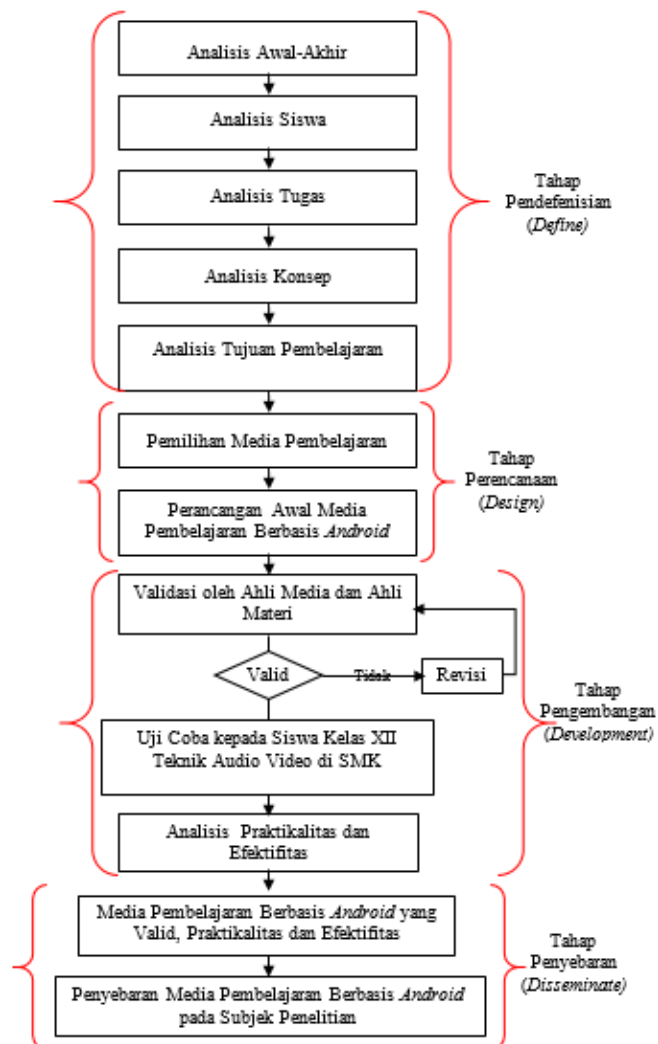 Analisis Awal-Akhir
Analisis Siswa
Analisis Tugas
Analisis Konsep
Analisis Tujuan Pembelajaran
Tahap
Pendefenisian
(Define)
Pemilihan Media Pembelajaran
Perancangan Awal Media
Pembelajaran Berbasis Android
Tahap
Perencanaan
(Design)
Validasi oleh Ahli Media dan Ahli
Materi
Valid
Tidak
Revisi
Uji Coba kepada Siswa Kelas XII
Teknik Audio Video di SMK
Analisis Praktikalitas dan
Efektifitas
Tahap
Pengembangan
(Development)
Media Pembelajaran Berbasis Android yang
Valid, Praktikalitas dan Efektifitas
Penyebaran Media Pembelajaran Berbasis Android
pada Subjek Penelitian
Tahap
Penyebaran
(Disseminate)